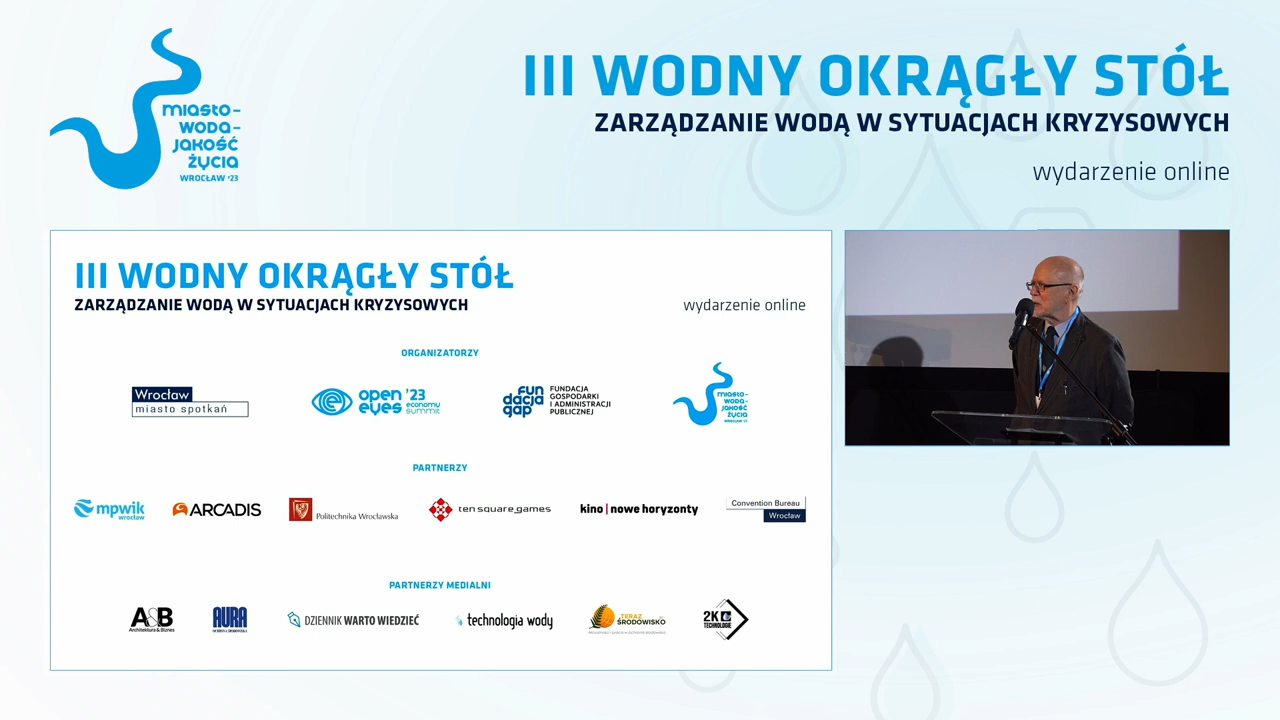 miasto-
woda-
jakość
życia
WROCŁAW '23
III WODNY OKRĄGŁY STÓŁ
ZARZĄDZANIE WODĄ W SYTUACJACH KRYZYSOWYCH
wydarzenie online
III WODNY OKRĄGŁY STÓŁ
ZARZĄDZANIE WODĄ W SYTUACJACH KRYZYSOWYCH
wydarzenie online
ORGANIZATORZY
Wrocław
miasto spotkań
open '23
eyes economy
summit
fun
dacja
gap
FUNDACJA
GOSPODARKI
I ADMINISTRACJI
PUBLICZNEJ
miasto-
woda-
jakość
życia
WROCŁAW '23
PARTNERZY
mpwik
wrocław
ARCADIS
Politechnika Wrocławska
ten square games
kino | nowe horyzonty
Convention Bureau
Wrocław
PARTNERZY MEDIALNI
A&B
Architektura & Biznes
AURA
DZIENNIK WARTO WIEDZIEĆ
technologia wody
TERAZ
ŚRODOWISKO
2K
TECHNOLOGIE